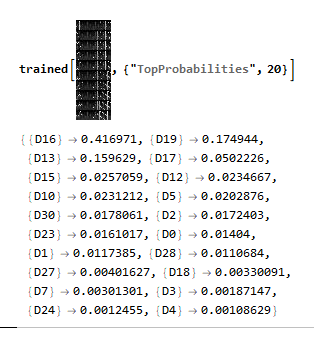 trained[ , {"TopProbabilities", 20}]
{{D16} → 0.416971, {D19} → 0.174944,
{D13} → 0.159629, {D17} → 0.0502226,
{D15} → 0.0257059, {D12} → 0.0234667,
{D10} → 0.0231212, {D5} → 0.0202876,
{D30} → 0.0178061, {D2} → 0.0172403,
{D23} → 0.0161017, {D0} → 0.01404,
{D1} → 0.0117385, {D28} → 0.0110684,
{D27} → 0.00401627, {D18} → 0.00330091,
{D7} → 0.00301301, {D3} → 0.00187147,
{D24} → 0.0012455, {D4} → 0.00108629}